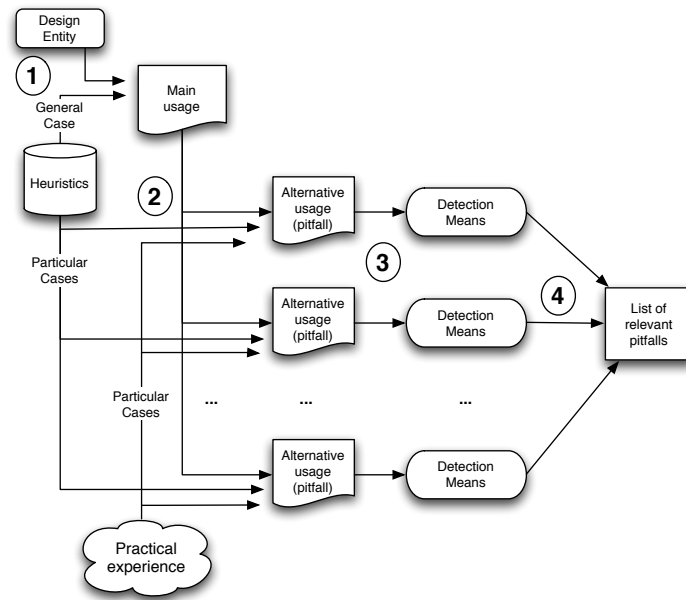 Design
Entity
1
General
Case
Main
usage
Heuristics
2
Particular
Cases
Alternative
usage
(pitfall)
Detection
Means
3
Alternative
usage
(pitfall)
Detection
Means
4
List of
relevant
pitfalls
Particular
Cases
...
...
...
Alternative
usage
(pitfall)
Detection
Means
Practical
experience